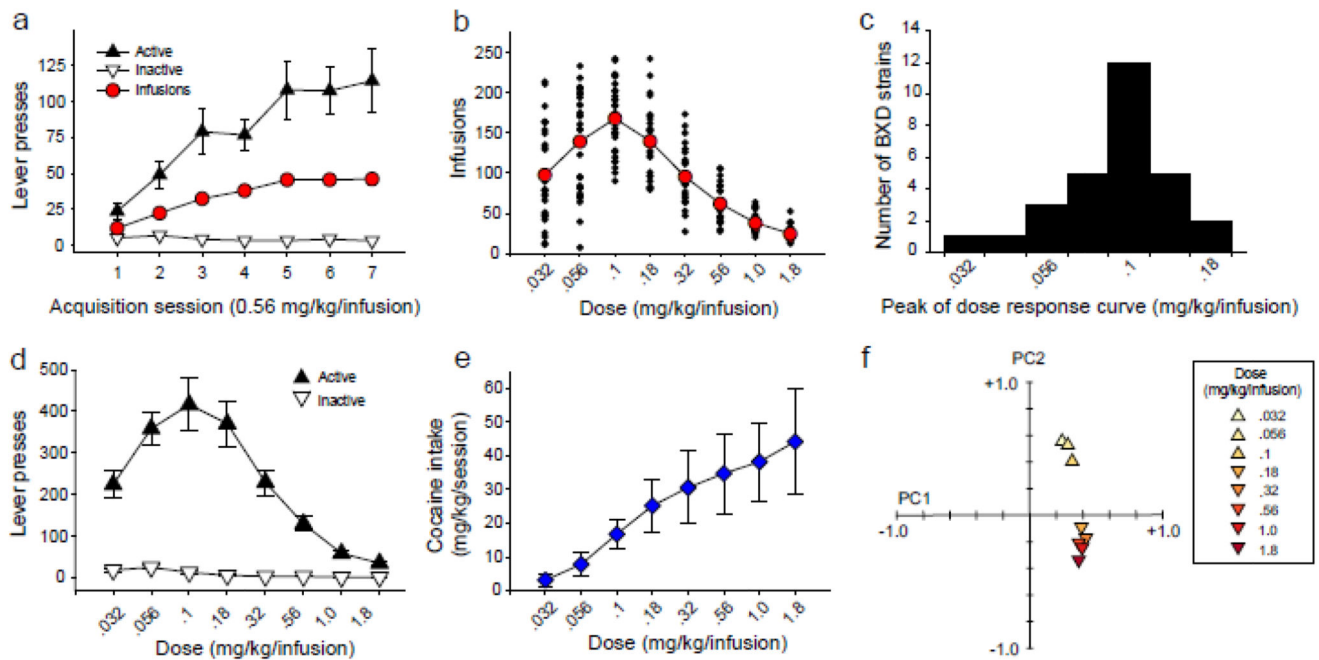 a
Active
Inactive
Infusions
Lever presses
125
100
75
50
25
0
1 2 3 4 5 6 7
Acquisition session (0.56 mg/kg/infusion)
b
Infusions
250
200
150
100
50
0
.032 .056 .1 .18 .32 .56 1.0 1.8
Dose (mg/kg/infusion)
c
Number of BXD strains
14
12
10
8
6
4
2
0
.032 .056 .1 .18
Peak of dose response curve (mg/kg/infusion)
d
Active
Inactive
Lever presses
500
400
300
200
100
0
.032 .056 .1 .18 .32 .56 1.0 1.8
Dose (mg/kg/infusion)
e
Cocaine intake
(mg/kg/session)
60
50
40
30
20
10
0
.032 .056 .1 .18 .32 .56 1.0 1.8
Dose (mg/kg/infusion)
f
PC2
+1.0
PC1
-1.0
+1.0
-1.0
Dose
(mg/kg/infusion)
.032
.056
.1
.18
.32
.56
1.0
1.8